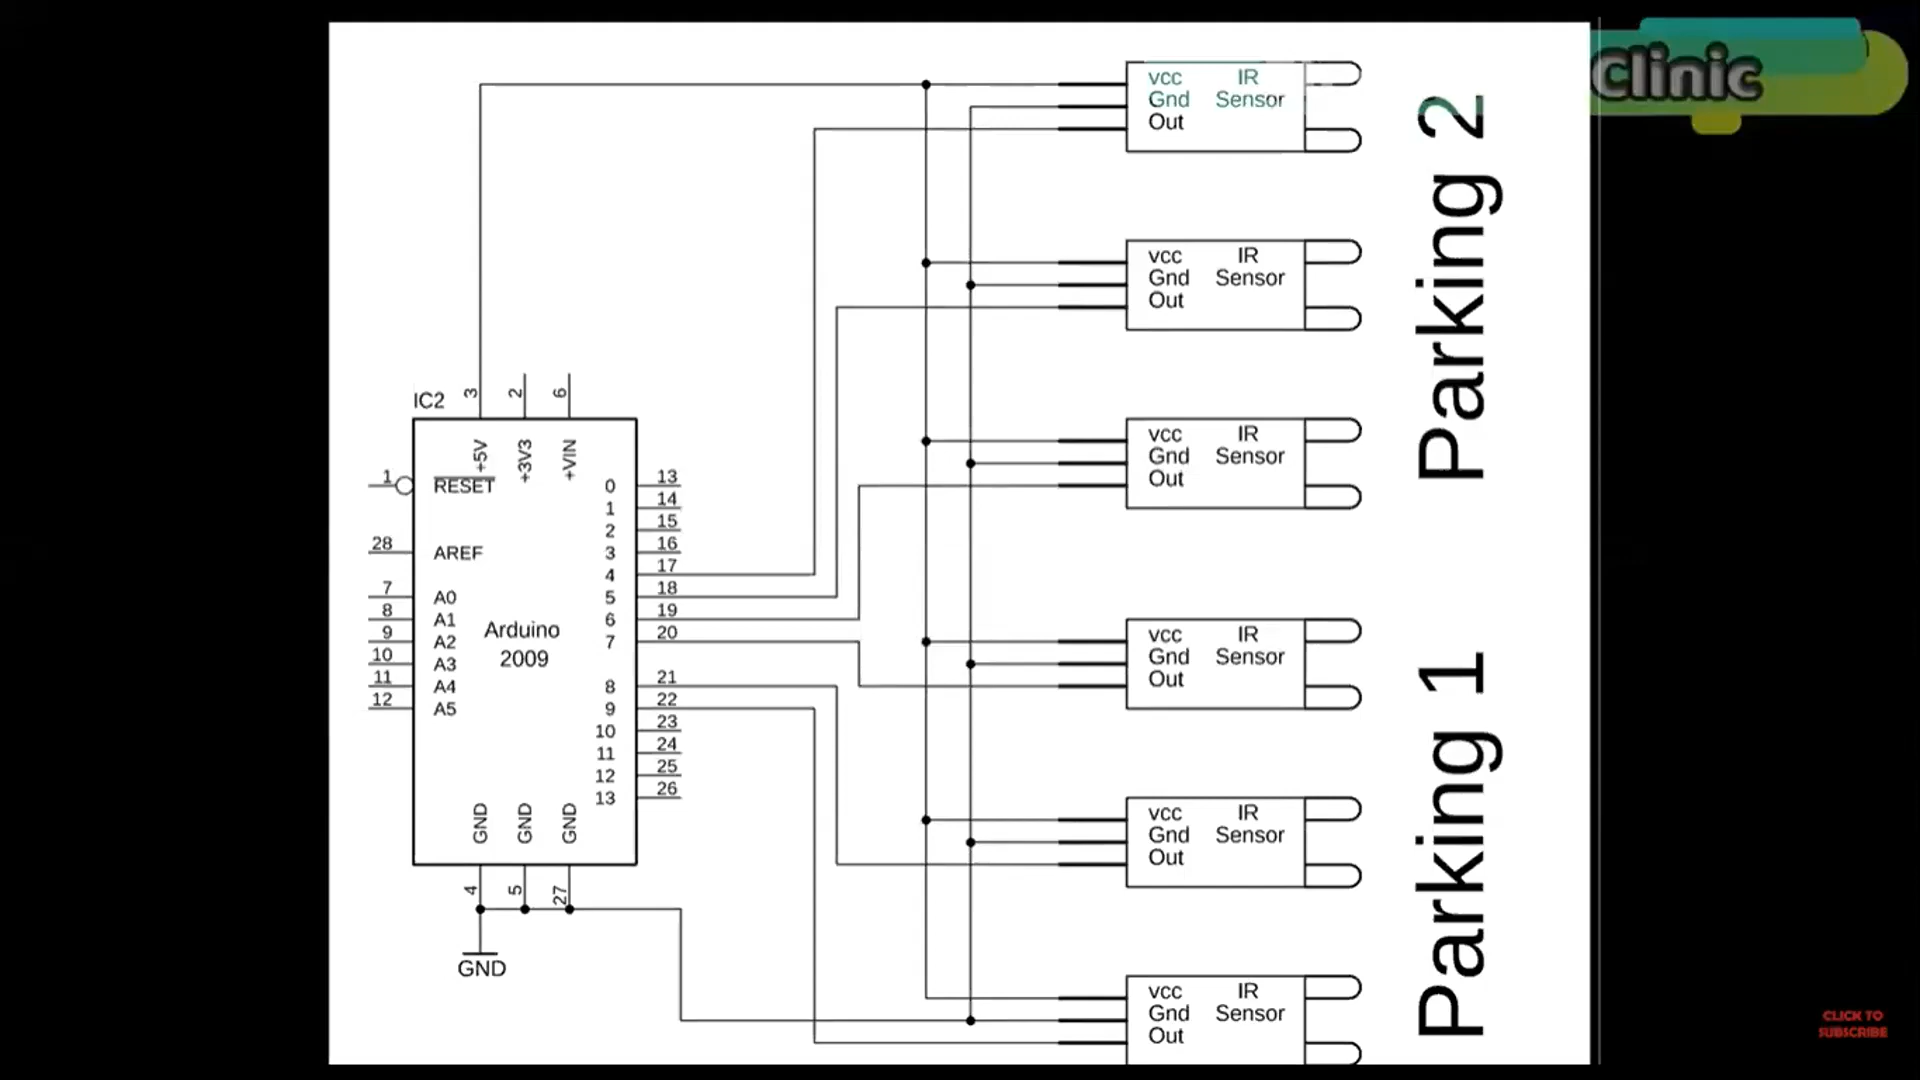 Clinic
vcc IR
Gnd Sensor
Out
Parking 2
vcc IR
Gnd Sensor
Out
vcc IR
Gnd Sensor
Out
IC2
3 2 6
+5V +3V3 +VIN
1 RESET 0 13
1 14
2 15
28 AREF 3 16
4 17
7 A0 5 18
8 A1 6 19
9 A2 7 20
10 A3
11 A4 8 21
12 A5 9 22
Arduino
2009
10 23
11 24
12 25
13 26
GND GND GND
4 5 27
GND
vcc IR
Gnd Sensor
Out
Parking 1
vcc IR
Gnd Sensor
Out
vcc IR
Gnd Sensor
Out
CLICK TO
SUBSCRIBE